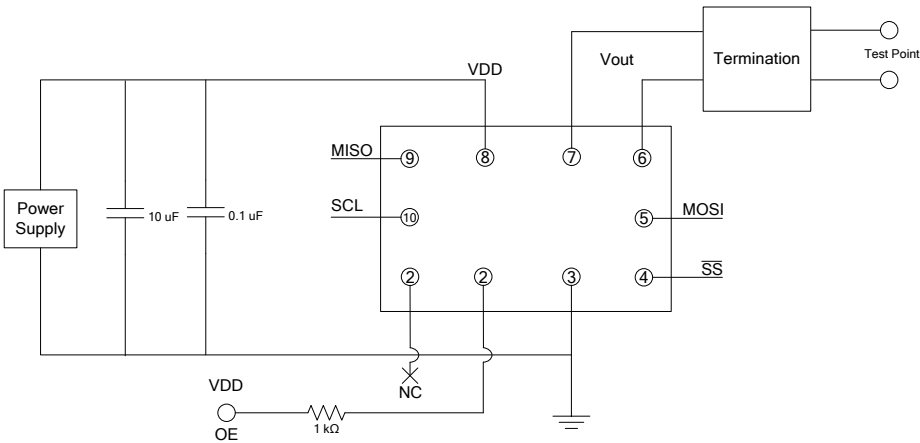 Vout
Termination
Test Point
VDD
MISO
9
8
7
6
Power
Supply
10 uF
0.1 uF
SCL
10
5
MOSI
2
2
3
4
SS
NC
VDD
OE
1 kΩ